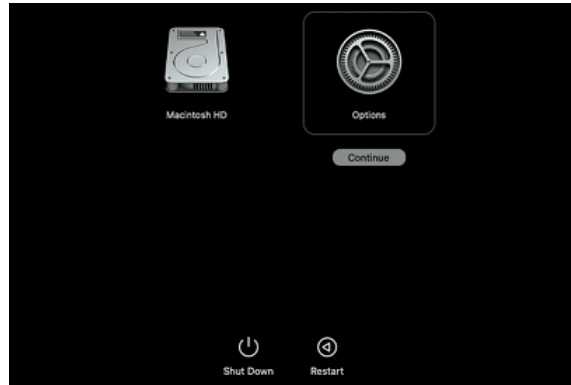 Macintosh HD
Options
Continue
Shut Down
Restart